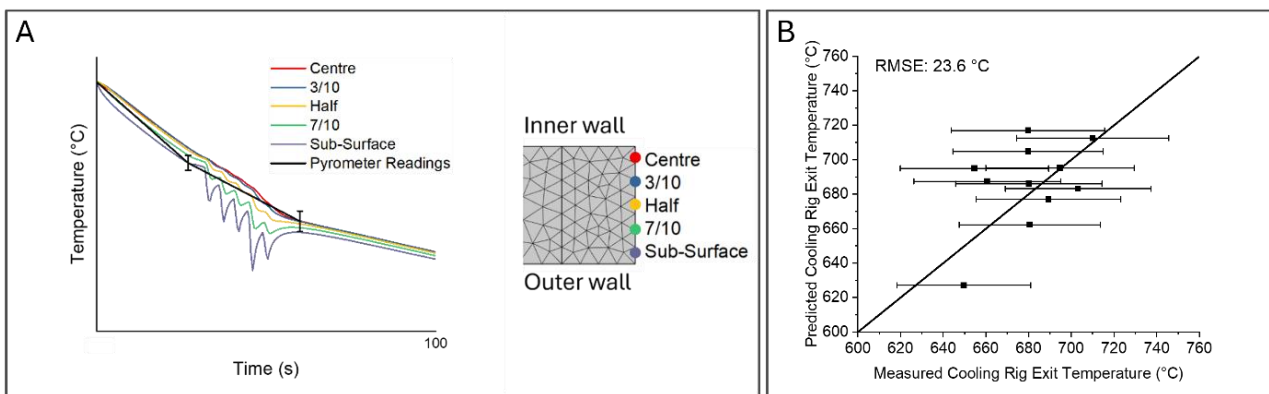 A
Centre
3/10
Half
7/10
Sub-Surface
Pyrometer Readings
Temperature (°C)
100
Time (s)
Inner wall
Centre
3/10
Half
7/10
Sub-Surface
Outer wall
B
RMSE: 23.6 °C
Predicted Cooling Rig Exit Temperature (°C)
760
740
720
700
680
660
640
620
600
600 620 640 660 680 700 720 740 760
Measured Cooling Rig Exit Temperature (°C)